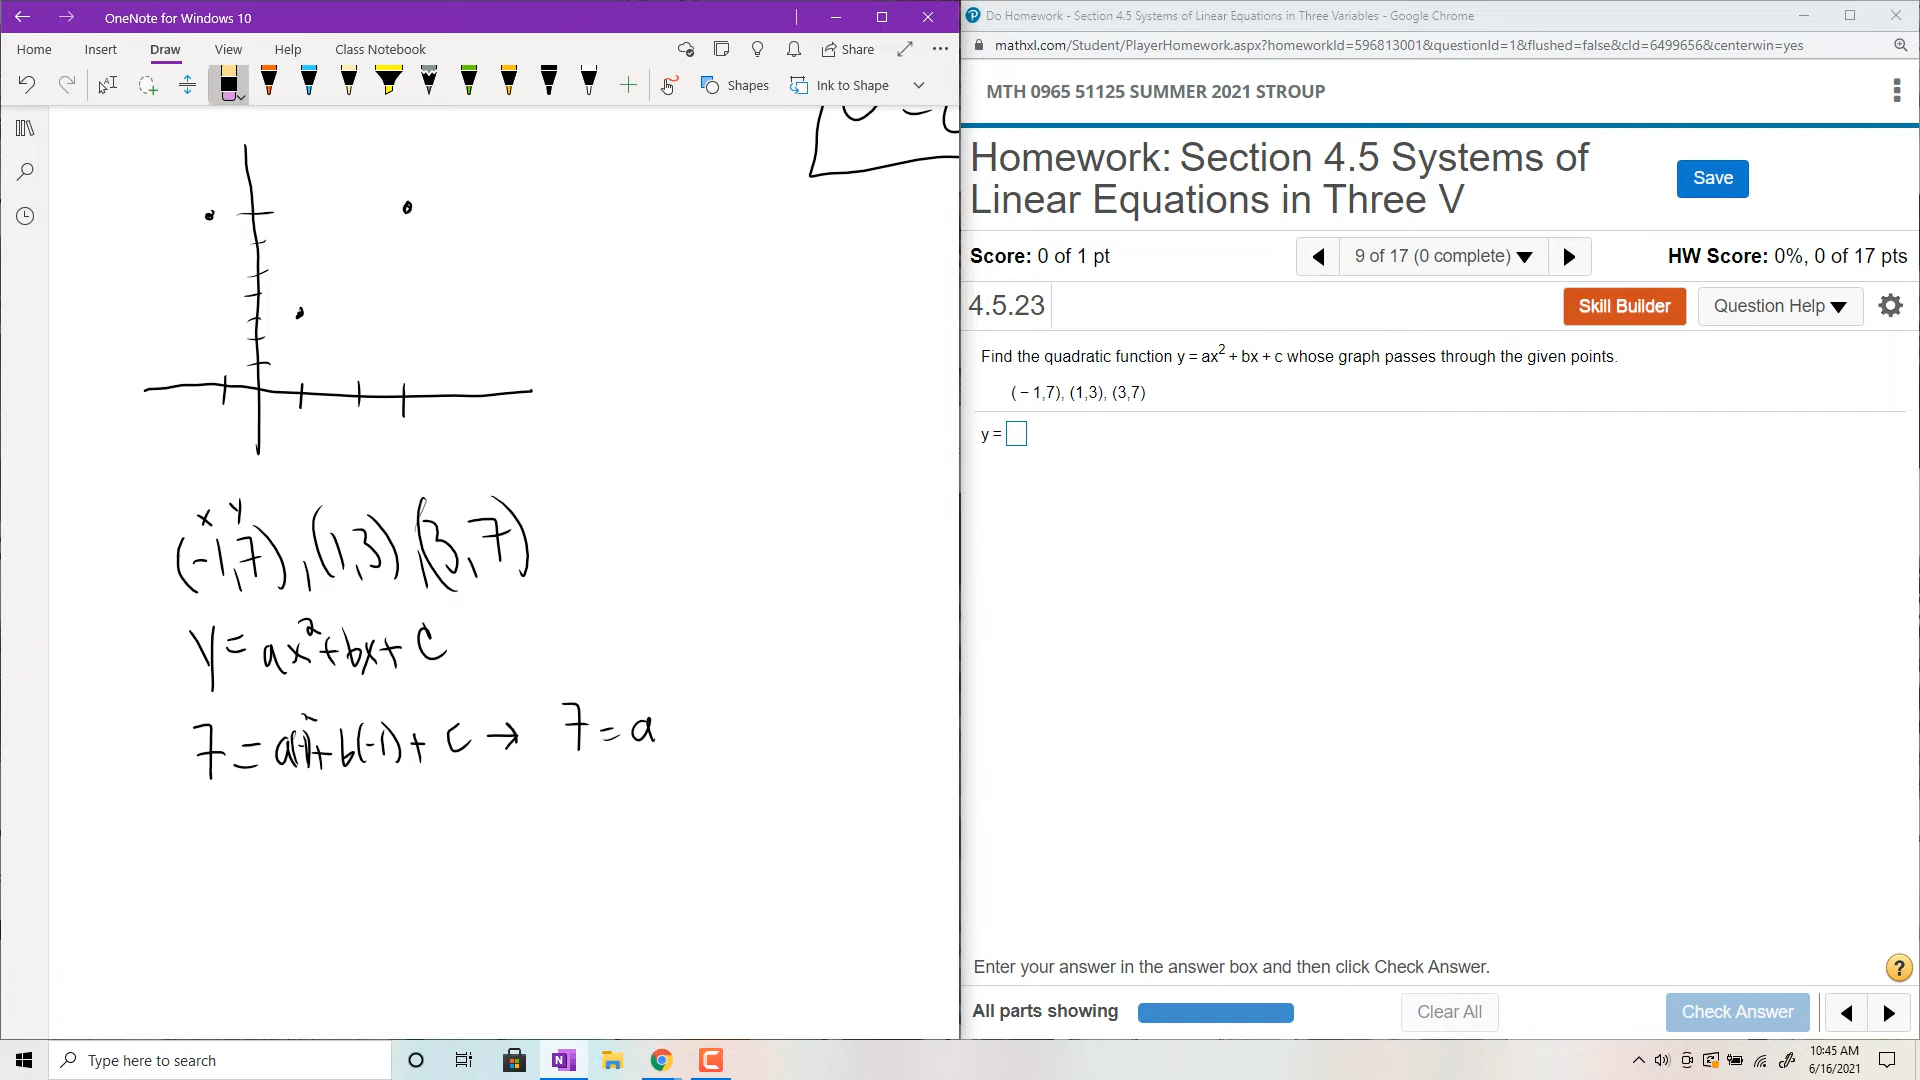 OneNote for Windows 10
Home Insert Draw View Help Class Notebook Share
Shapes Ink to Shape
x y
(-1,7), (1,3), (3,7)
y = ax² + bx + c
7 = a(-1)² + b(-1) + c → 7 = a
Do Homework - Section 4.5 Systems of Linear Equations in Three Variables - Google Chrome
mathxl.com/Student/PlayerHomework.aspx?homeworkId=596813001&questionId=1&flushed=false&cId=6499656&centerwin=yes
MTH 0965 51125 SUMMER 2021 STROUP
Homework: Section 4.5 Systems of
Linear Equations in Three V
Save
Score: 0 of 1 pt
9 of 17 (0 complete)
HW Score: 0%, 0 of 17 pts
4.5.23
Skill Builder
Question Help
Find the quadratic function y = ax² + bx + c whose graph passes through the given points.
( − 1,7), (1,3), (3,7)
y =
Enter your answer in the answer box and then click Check Answer.
?
All parts showing
Clear All
Check Answer
Type here to search
10:45 AM
6/16/2021